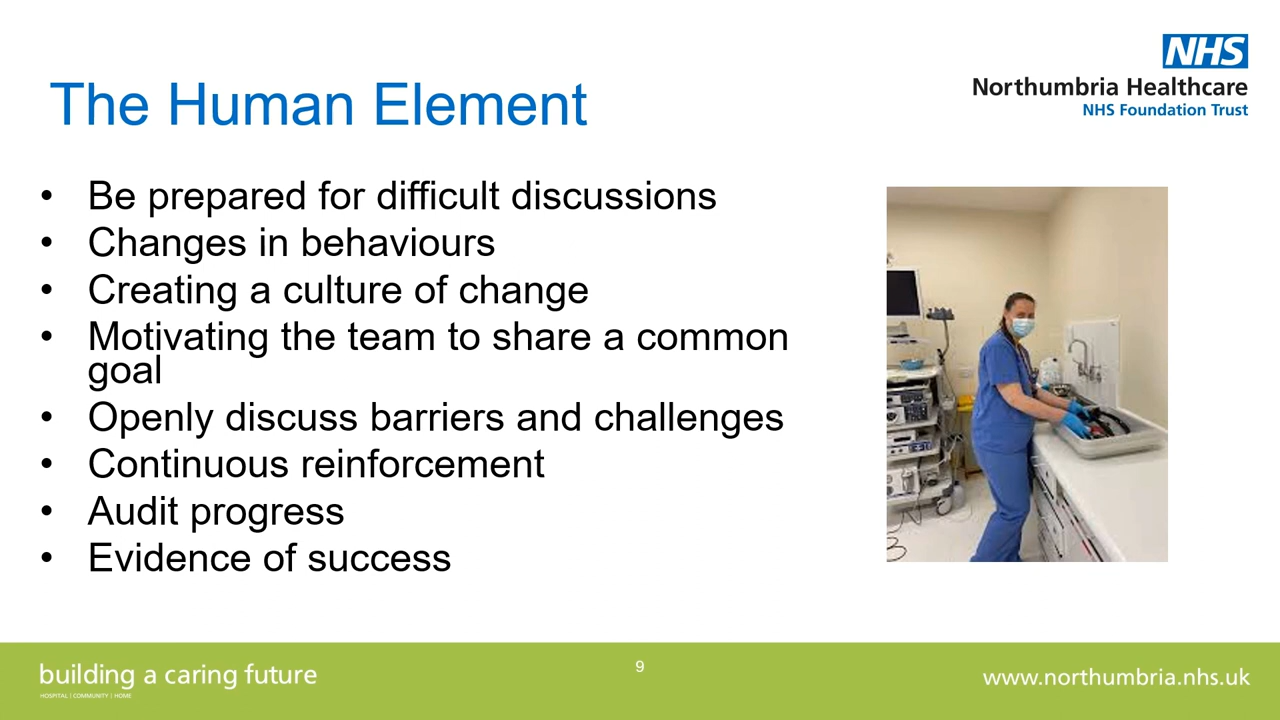 NHS
Northumbria Healthcare
NHS Foundation Trust
The Human Element
• Be prepared for difficult discussions
• Changes in behaviours
• Creating a culture of change
• Motivating the team to share a common
goal
• Openly discuss barriers and challenges
• Continuous reinforcement
• Audit progress
• Evidence of success
building a caring future
HOSPITAL | COMMUNITY | HOME
9
www.northumbria.nhs.uk